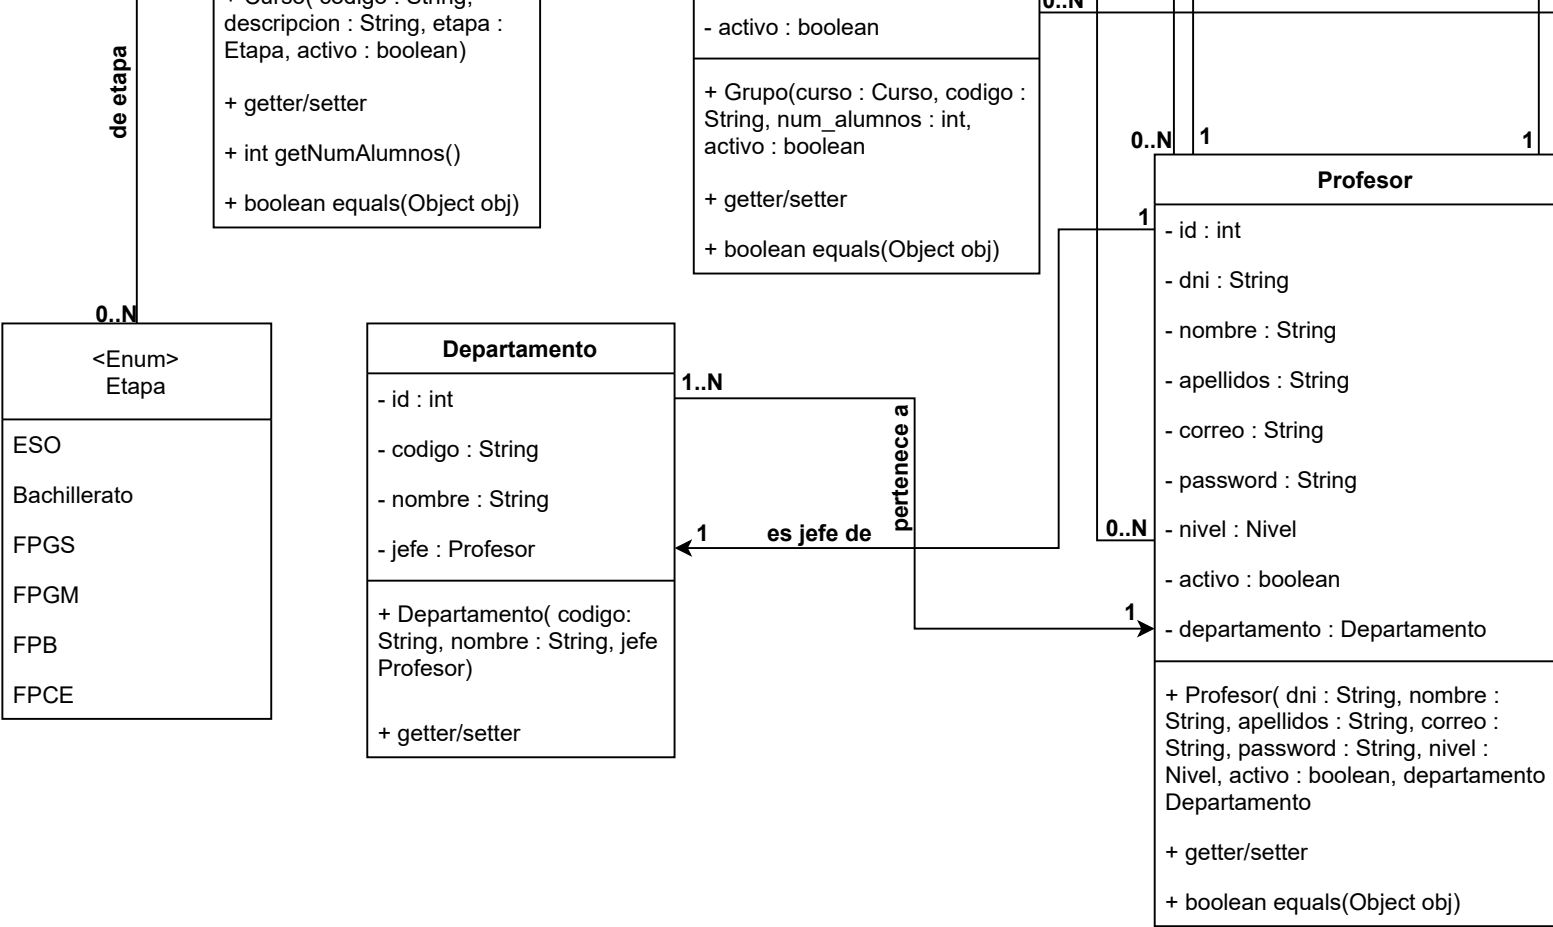 + Curso( codigo : String,
descripcion : String, etapa :
Etapa, activo : boolean)
+ getter/setter
+ int getNumAlumnos()
+ boolean equals(Object obj)
de etapa
0..N
<Enum>
Etapa
ESO
Bachillerato
FPGS
FPGM
FPB
FPCE
0..N
- activo : boolean
+ Grupo(curso : Curso, codigo :
String, num_alumnos : int,
activo : boolean
+ getter/setter
+ boolean equals(Object obj)
Departamento
- id : int
- codigo : String
- nombre : String
- jefe : Profesor
+ Departamento( codigo:
String, nombre : String, jefe
Profesor)
+ getter/setter
1..N
pertenece a
1
es jefe de
1
0..N
1
1
1
0..N
Profesor
- id : int
- dni : String
- nombre : String
- apellidos : String
- correo : String
- password : String
- nivel : Nivel
- activo : boolean
- departamento : Departamento
+ Profesor( dni : String, nombre :
String, apellidos : String, correo :
String, password : String, nivel :
Nivel, activo : boolean, departamento
Departamento
+ getter/setter
+ boolean equals(Object obj)